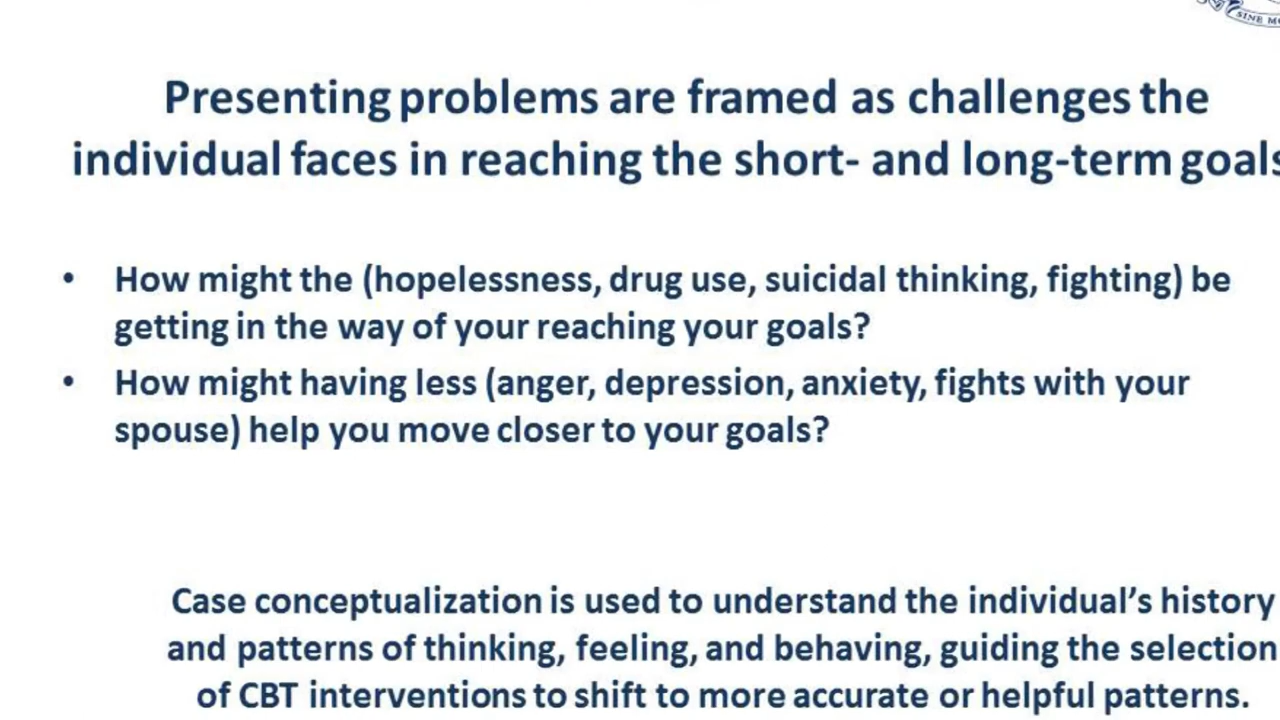 SINE MO
Presenting problems are framed as challenges the
individual faces in reaching the short- and long-term goals
• How might the (hopelessness, drug use, suicidal thinking, fighting) be
getting in the way of your reaching your goals?
• How might having less (anger, depression, anxiety, fights with your
spouse) help you move closer to your goals?
Case conceptualization is used to understand the individual’s history
and patterns of thinking, feeling, and behaving, guiding the selection
of CBT interventions to shift to more accurate or helpful patterns.